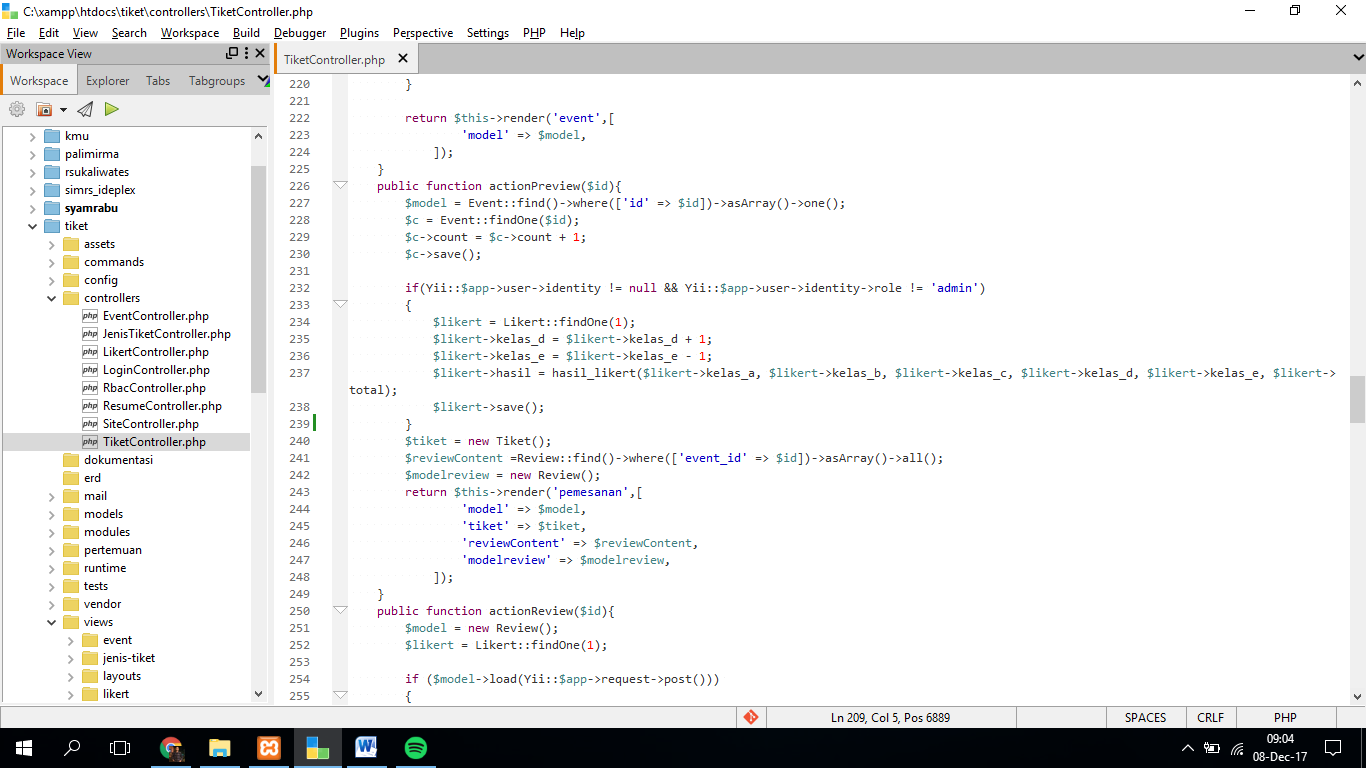 C:\xampp\htdocs\tiket\controllers\TiketController.php
File Edit View Search Workspace Build Debugger Plugins Perspective Settings PHP Help
Workspace View
Workspace Explorer Tabs Tabgroups
kmu
palimirma
rsukaliwates
simrs_ideplex
syamrabu
tiket
assets
commands
config
controllers
php EventController.php
php JenisTiketController.php
php LikertController.php
php LoginController.php
php RbacController.php
php ResumeController.php
php SiteController.php
php TiketController.php
dokumentasi
erd
mail
models
modules
pertemuan
runtime
tests
vendor
views
event
jenis-tiket
layouts
likert
TiketController.php
220 }
221
222 return $this->render('event',[
223 'model' => $model,
224 ]);
225 }
226 public function actionPreview($id){
227 $model = Event::find()->where(['id' => $id])->asArray()->one();
228 $c = Event::findOne($id);
229 $c->count = $c->count + 1;
230 $c->save();
231
232 if(Yii::$app->user->identity != null && Yii::$app->user->identity->role != 'admin')
233 {
234 $likert = Likert::findOne(1);
235 $likert->kelas_d = $likert->kelas_d + 1;
236 $likert->kelas_e = $likert->kelas_e - 1;
237 $likert->hasil = hasil_likert($likert->kelas_a, $likert->kelas_b, $likert->kelas_c, $likert->kelas_d, $likert->kelas_e, $likert->
total);
238 $likert->save();
239 }
240 $tiket = new Tiket();
241 $reviewContent =Review::find()->where(['event_id' => $id])->asArray()->all();
242 $modelreview = new Review();
243 return $this->render('pemesanan',[
244 'model' => $model,
245 'tiket' => $tiket,
246 'reviewContent' => $reviewContent,
247 'modelreview' => $modelreview,
248 ]);
249 }
250 public function actionReview($id){
251 $model = new Review();
252 $likert = Likert::findOne(1);
253
254 if ($model->load(Yii::$app->request->post()))
255 {
Ln 209, Col 5, Pos 6889 SPACES CRLF PHP
09:04
08-Dec-17